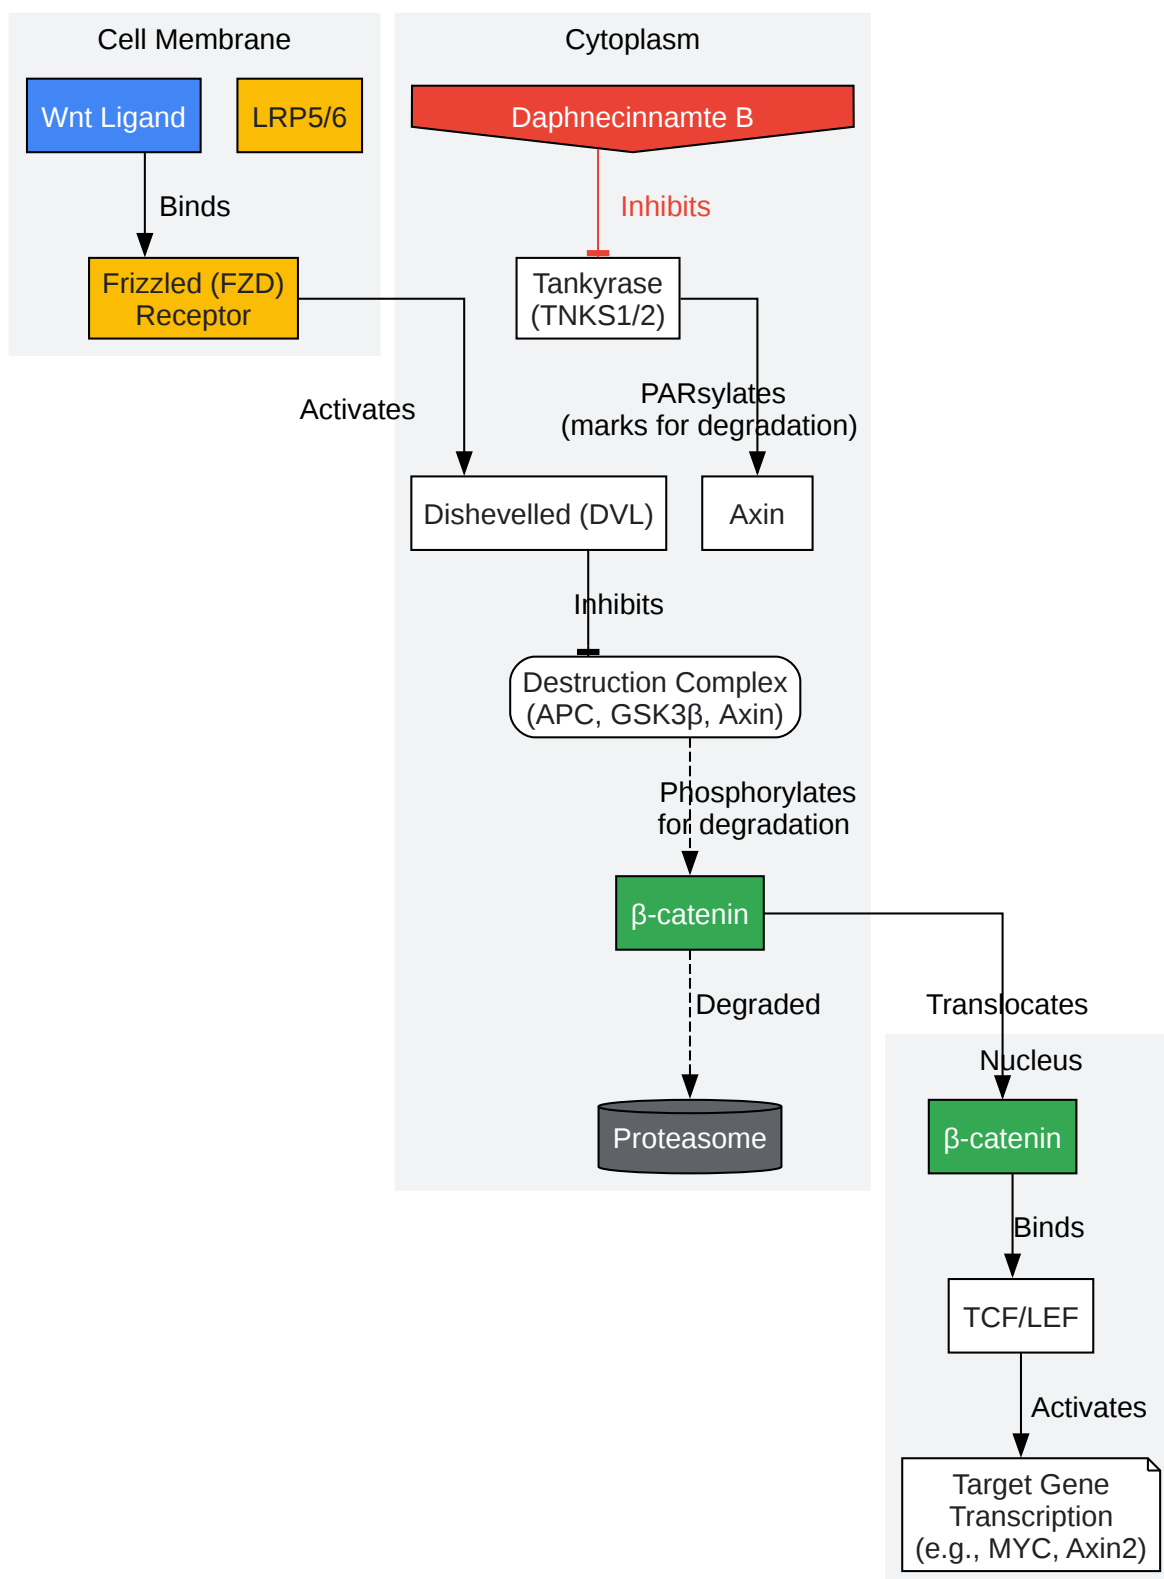 Cell Membrane
Cytoplasm
Wnt Ligand
LRP5/6
Daphnecinnamte B
Binds
Inhibits
Frizzled (FZD)
Receptor
Tankyrase
(TNKS1/2)
Activates
PARsylates
(marks for degradation)
Dishevelled (DVL)
Axin
Inhibits
Destruction Complex
(APC, GSK3β, Axin)
Phosphorylates
for degradation
β-catenin
Degraded
Translocates
Nucleus
Proteasome
β-catenin
Binds
TCF/LEF
Activates
Target Gene
Transcription
(e.g., MYC, Axin2)